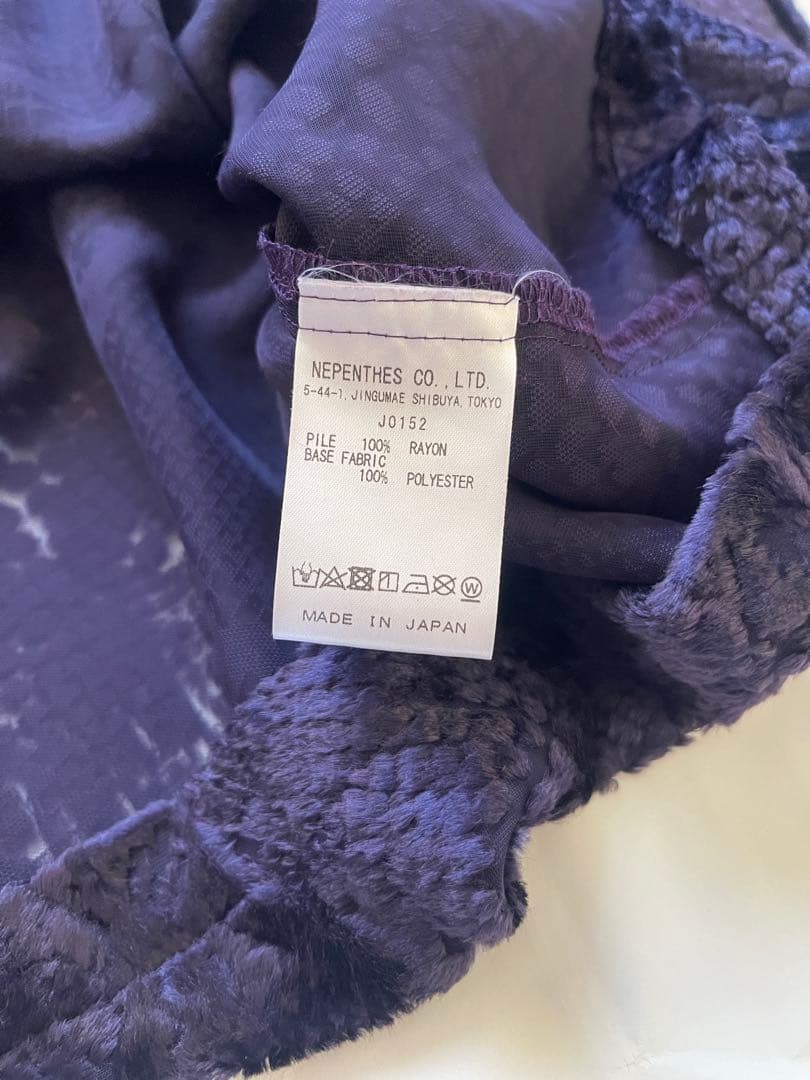 NEPENTHES CO.,LTD.
5-44-1, JINGUMAE SHIBUYA, TOKYO
J0152
PILE 100% RAYON
BASE FABRIC
100% POLYESTER
W
MADE IN JAPAN